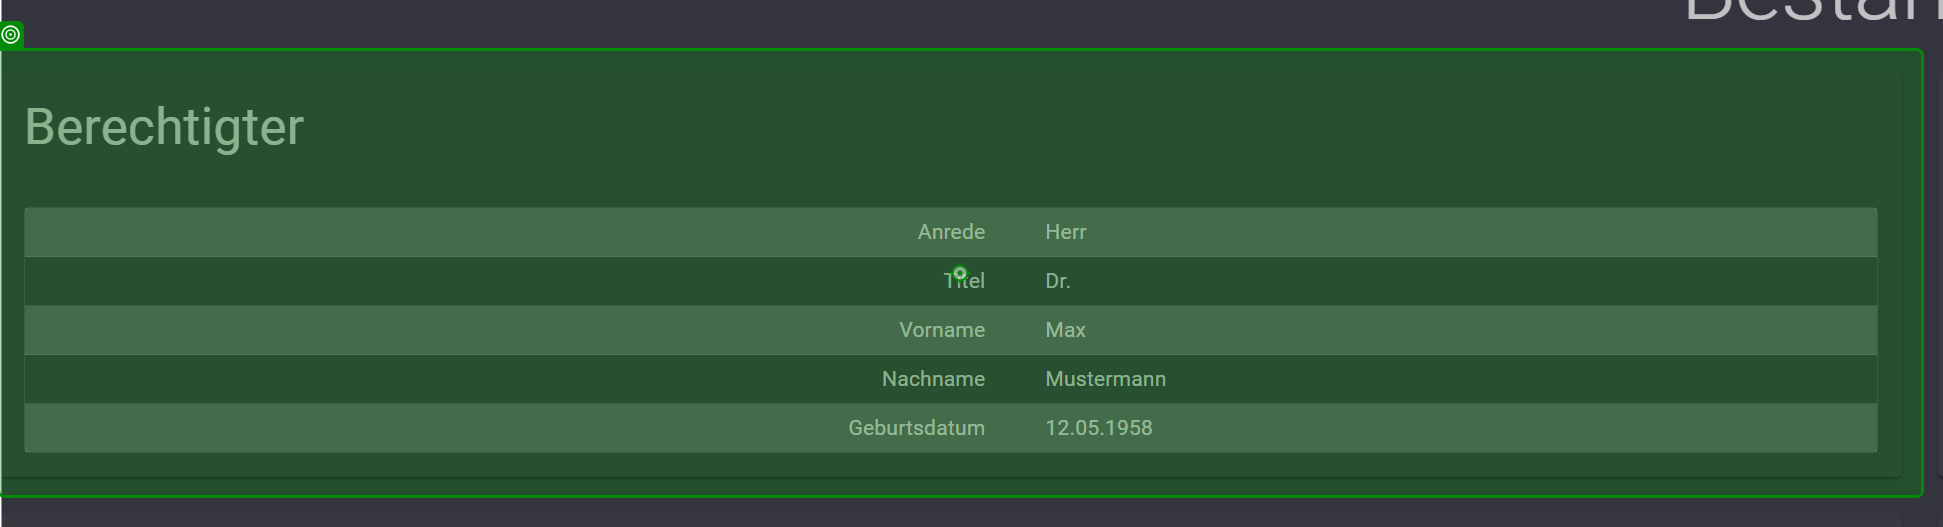 Berechtigter
Anrede Herr
Titel Dr.
Vorname Max
Nachname Mustermann
Geburtsdatum 12.05.1958